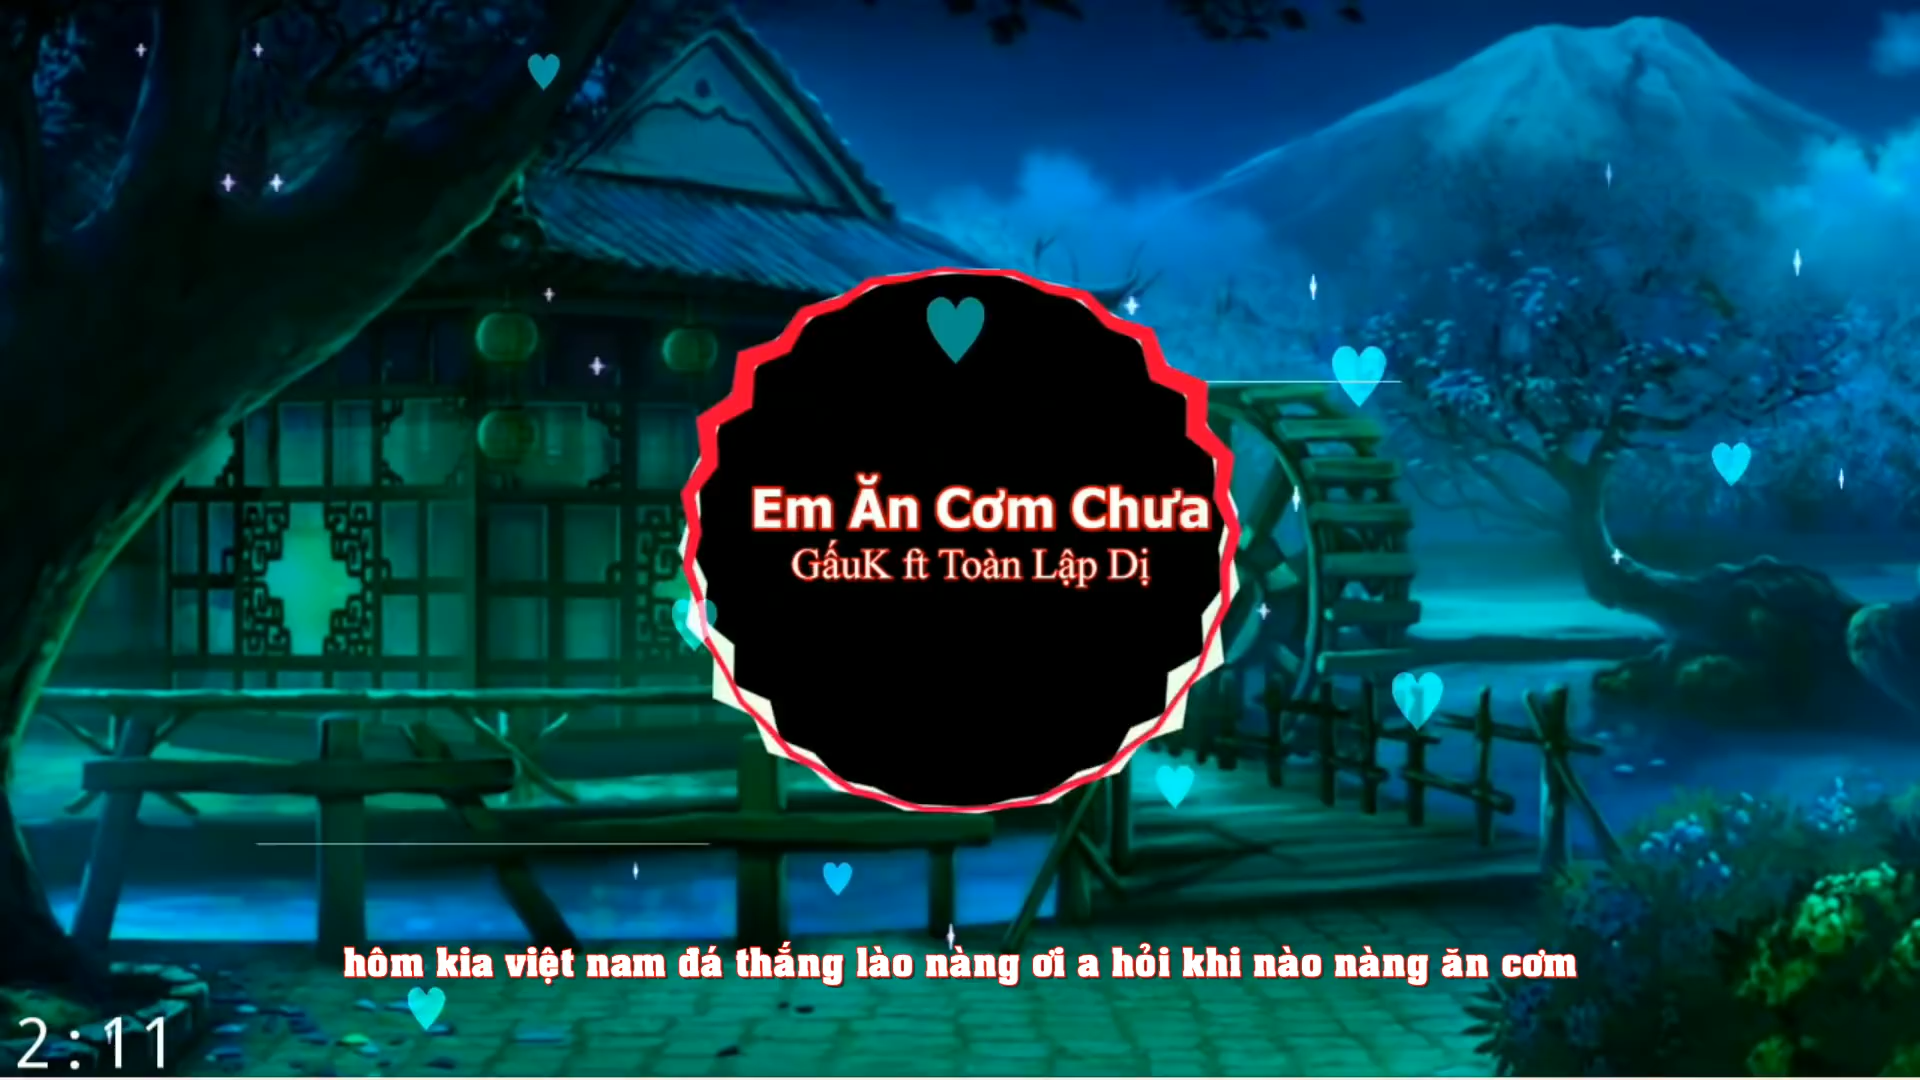 Em Ăn Cơm Chưa
GấuK ft Toàn Lập Dị
hôm kia việt nam đá thắng lào nàng ơi a hỏi khi nào nàng ăn cơm
2:11